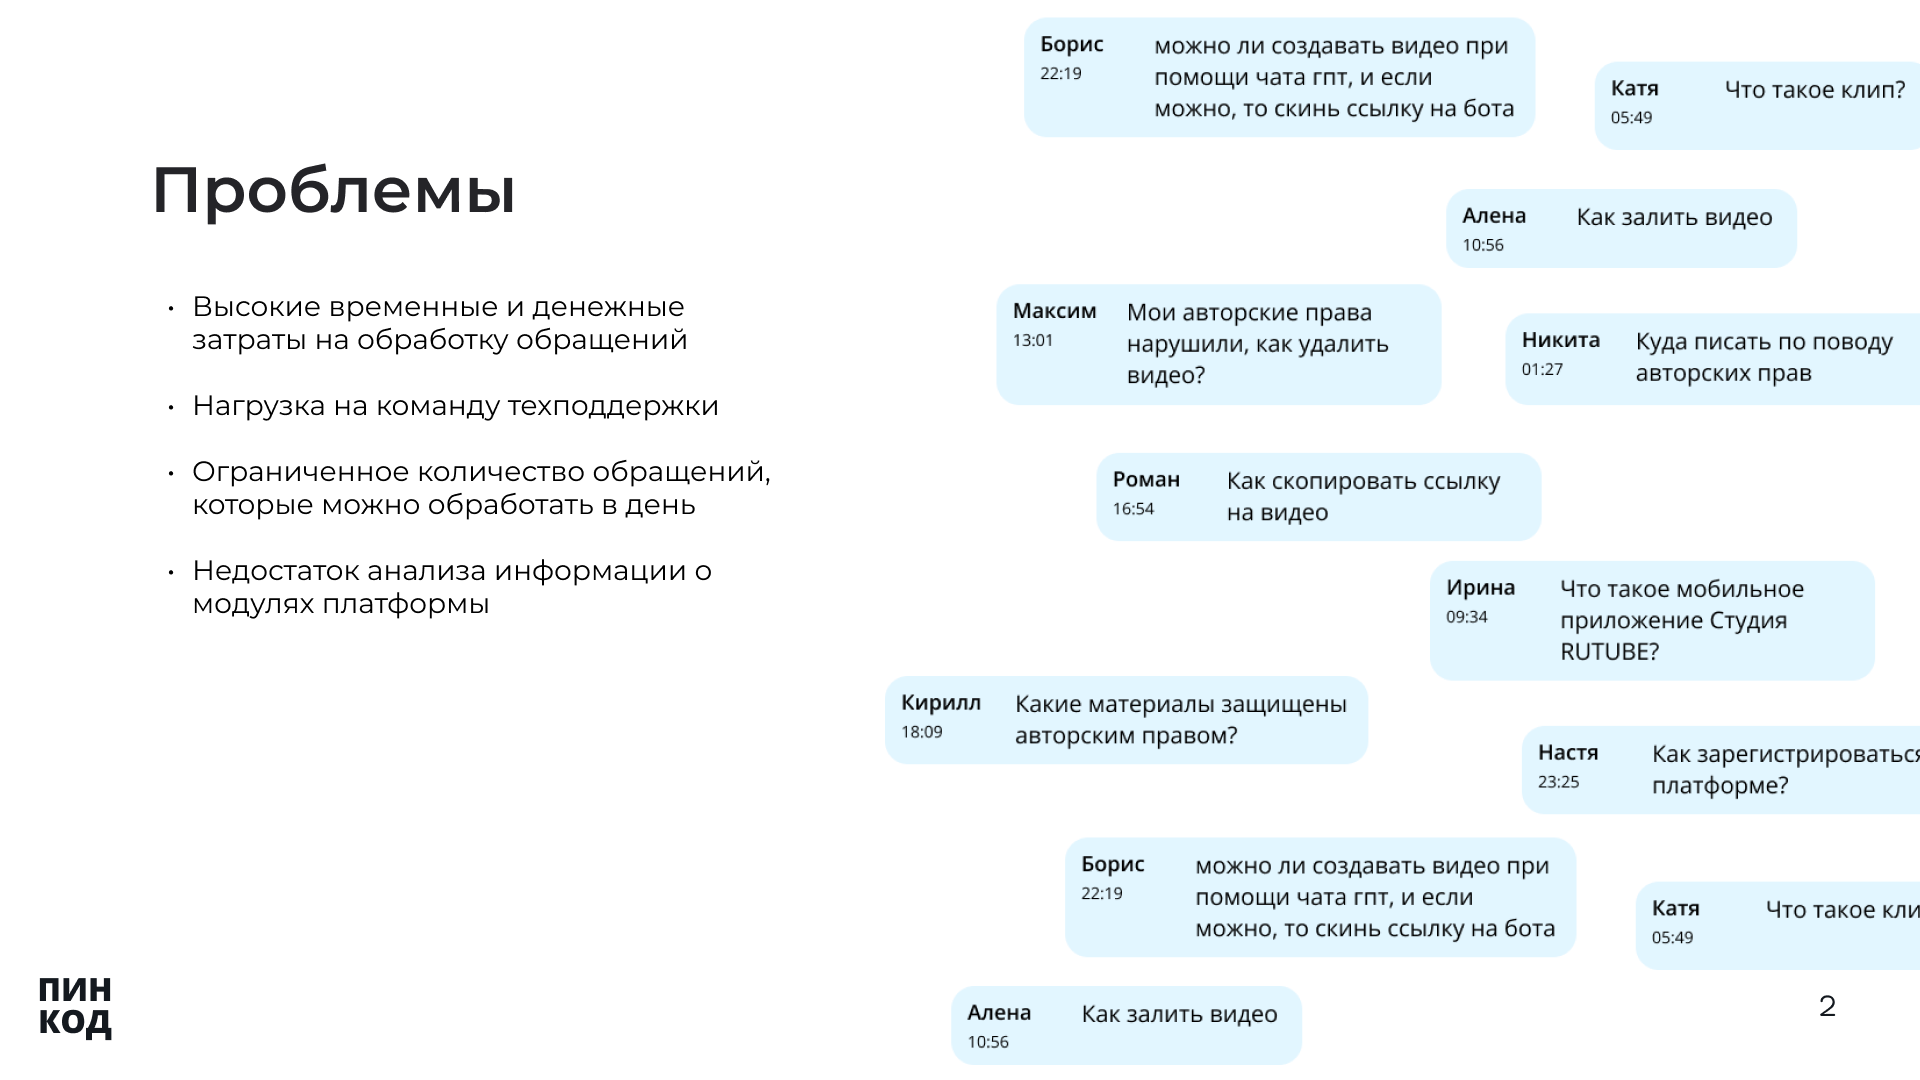 Проблемы
• Высокие временные и денежные
затраты на обработку обращений
• Нагрузка на команду техподдержки
• Ограниченное количество обращений,
которые можно обработать в день
• Недостаток анализа информации о
модулях платформы
Борис
22:19
можно ли создавать видео при
помощи чата гпт, и если
можно, то скинь ссылку на бота
Катя
05:49
Что такое клип?
Алена
10:56
Как залить видео
Максим
13:01
Мои авторские права
нарушили, как удалить
видео?
Никита
01:27
Куда писать по поводу
авторских прав
Роман
16:54
Как скопировать ссылку
на видео
Ирина
09:34
Что такое мобильное
приложение Студия
RUTUBE?
Кирилл
18:09
Какие материалы защищены
авторским правом?
Настя
23:25
Как зарегистрироваться
платформе?
Борис
22:19
можно ли создавать видео при
помощи чата гпт, и если
можно, то скинь ссылку на бота
Катя
05:49
Что такое кли
Алена
10:56
Как залить видео
ПИН
КОД
2